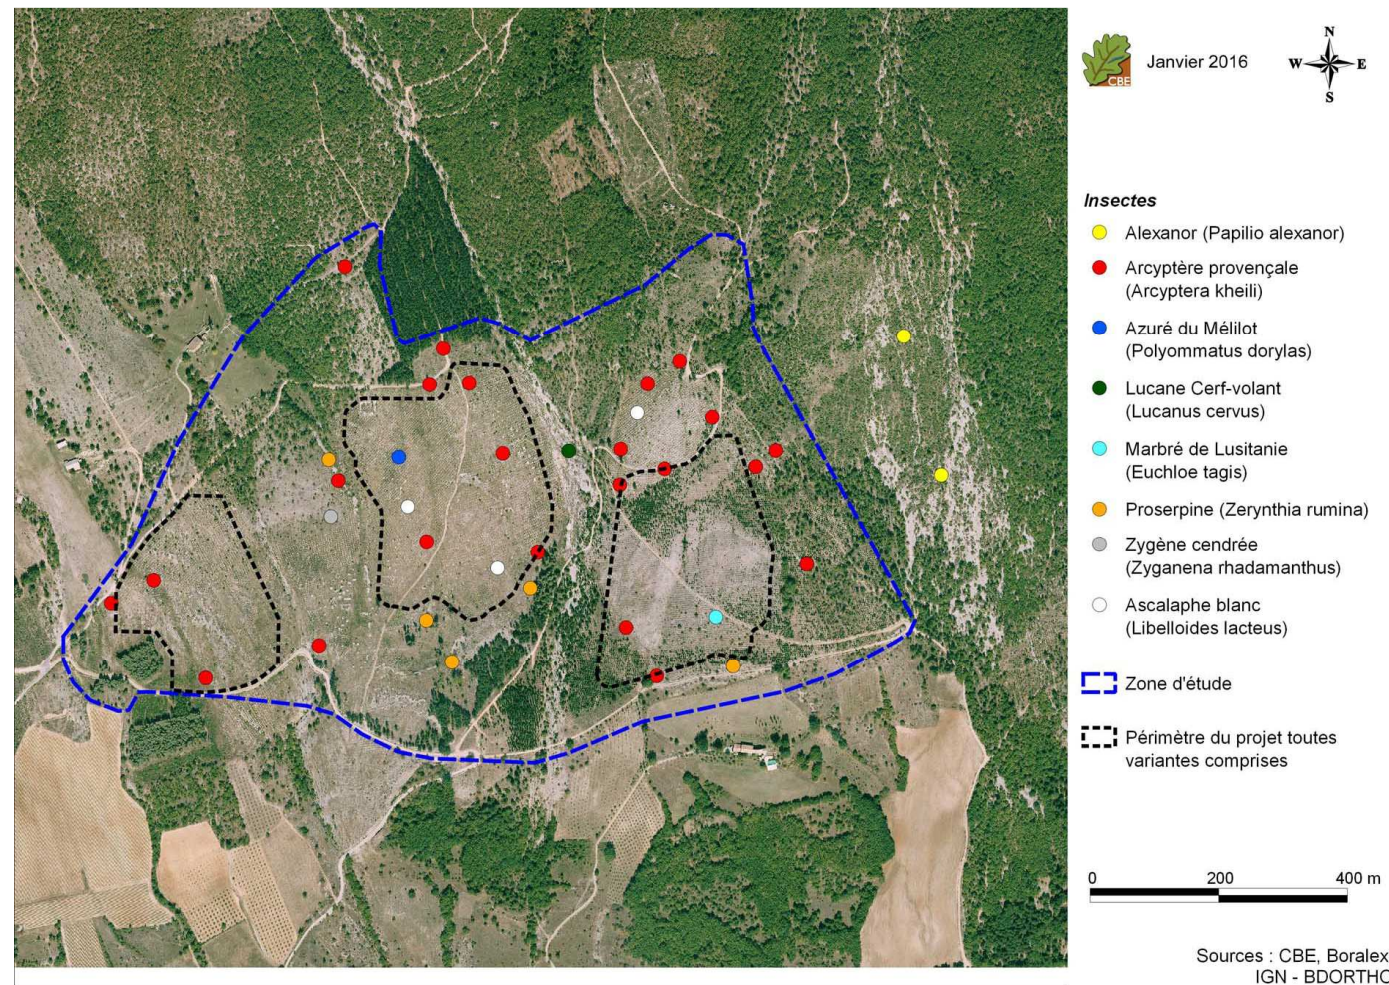 CBE
Janvier 2016
N
W E
S
Insectes
Alexanor (Papilio alexanor)
Arcyptère provençale
(Arcyptera kheili)
Azuré du Mélilot
(Polyommatus dorylas)
Lucane Cerf-volant
(Lucanus cervus)
Marbré de Lusitanie
(Euchloe tagis)
Proserpine (Zerynthia rumina)
Zygène cendrée
(Zyganena rhadamanthus)
Ascalaphe blanc
(Libelloides lacteus)
Zone d'étude
Périmètre du projet toutes
variantes comprises
0 200 400 m
Sources : CBE, Boralex
IGN - BDORTHO